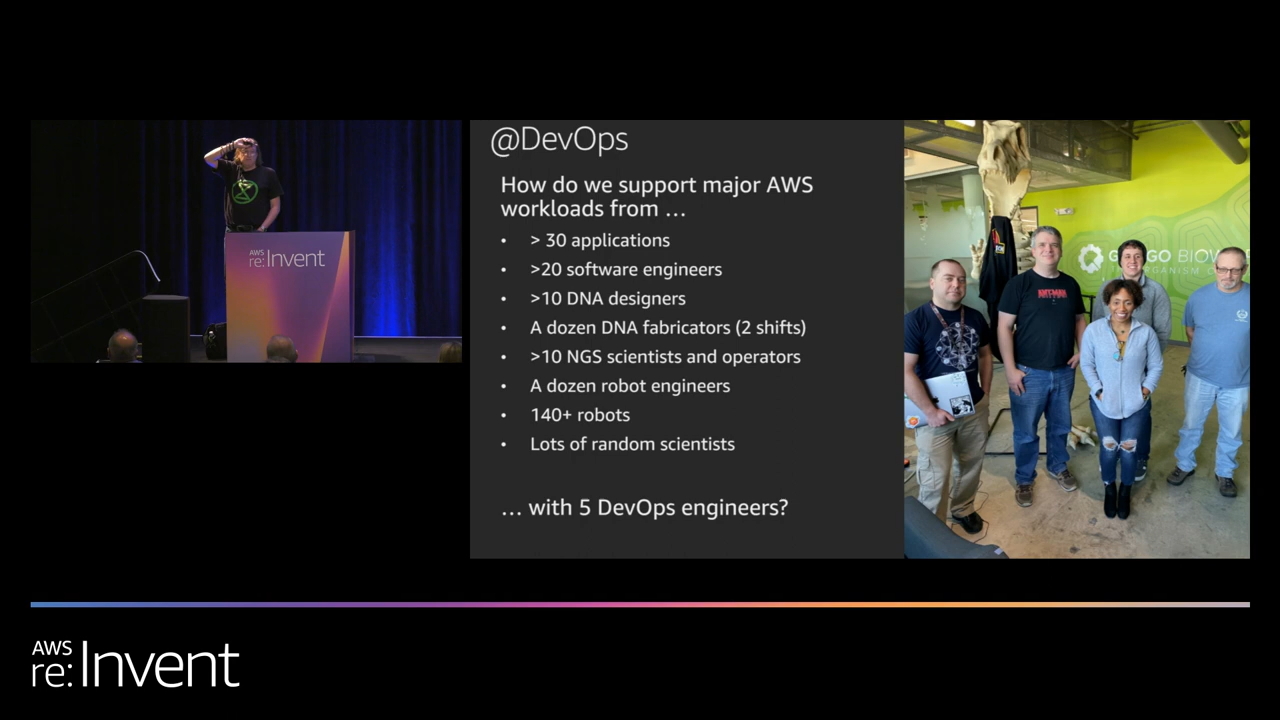 AWS
re:Invent
@DevOps
How do we support major AWS
workloads from ...
• > 30 applications
• >20 software engineers
• >10 DNA designers
• A dozen DNA fabricators (2 shifts)
• >10 NGS scientists and operators
• A dozen robot engineers
• 140+ robots
• Lots of random scientists
... with 5 DevOps engineers?
AWS
re:Invent